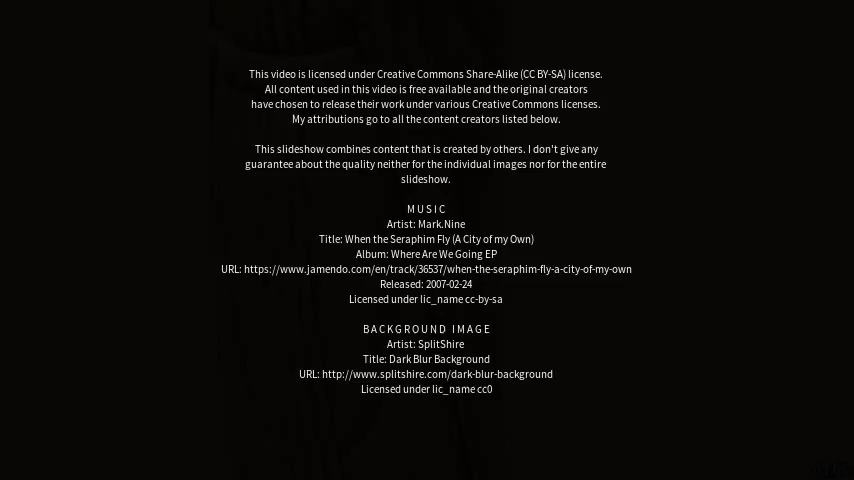 This video is licensed under Creative Commons Share-Alike (CC BY-SA) license.
All content used in this video is free available and the original creators
have chosen to release their work under various Creative Commons licenses.
My attributions go to all the content creators listed below.
This slideshow combines content that is created by others. I don't give any
guarantee about the quality neither for the individual images nor for the entire
slideshow.
MUSIC
Artist: Mark.Nine
Title: When the Seraphim Fly (A City of my Own)
Album: Where Are We Going EP
URL: https://www.jamendo.com/en/track/36537/when-the-seraphim-fly-a-city-of-my-own
Released: 2007-02-24
Licensed under lic_name cc-by-sa
BACKGROUND IMAGE
Artist: SplitShire
Title: Dark Blur Background
URL: http://www.splitshire.com/dark-blur-background
Licensed under lic_name cc0